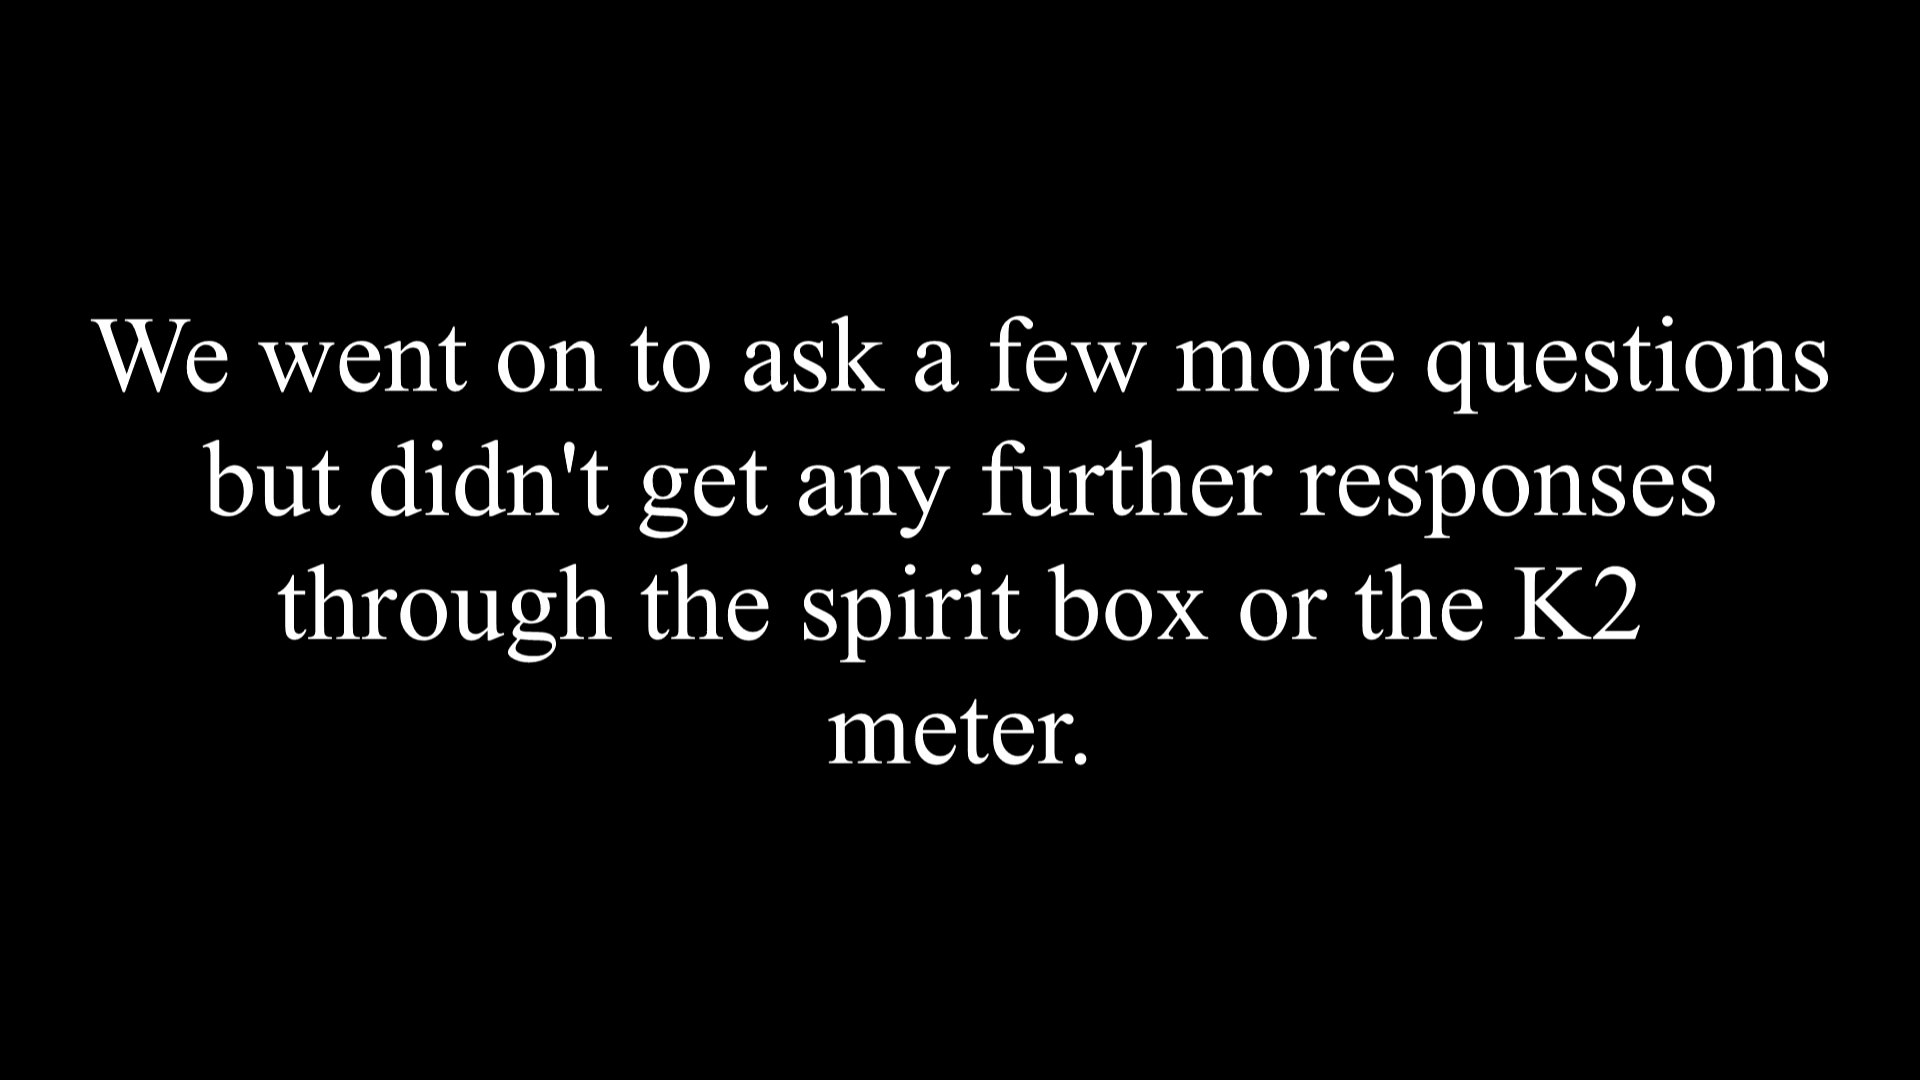 We went on to ask a few more questions
but didn't get any further responses
through the spirit box or the K2
meter.